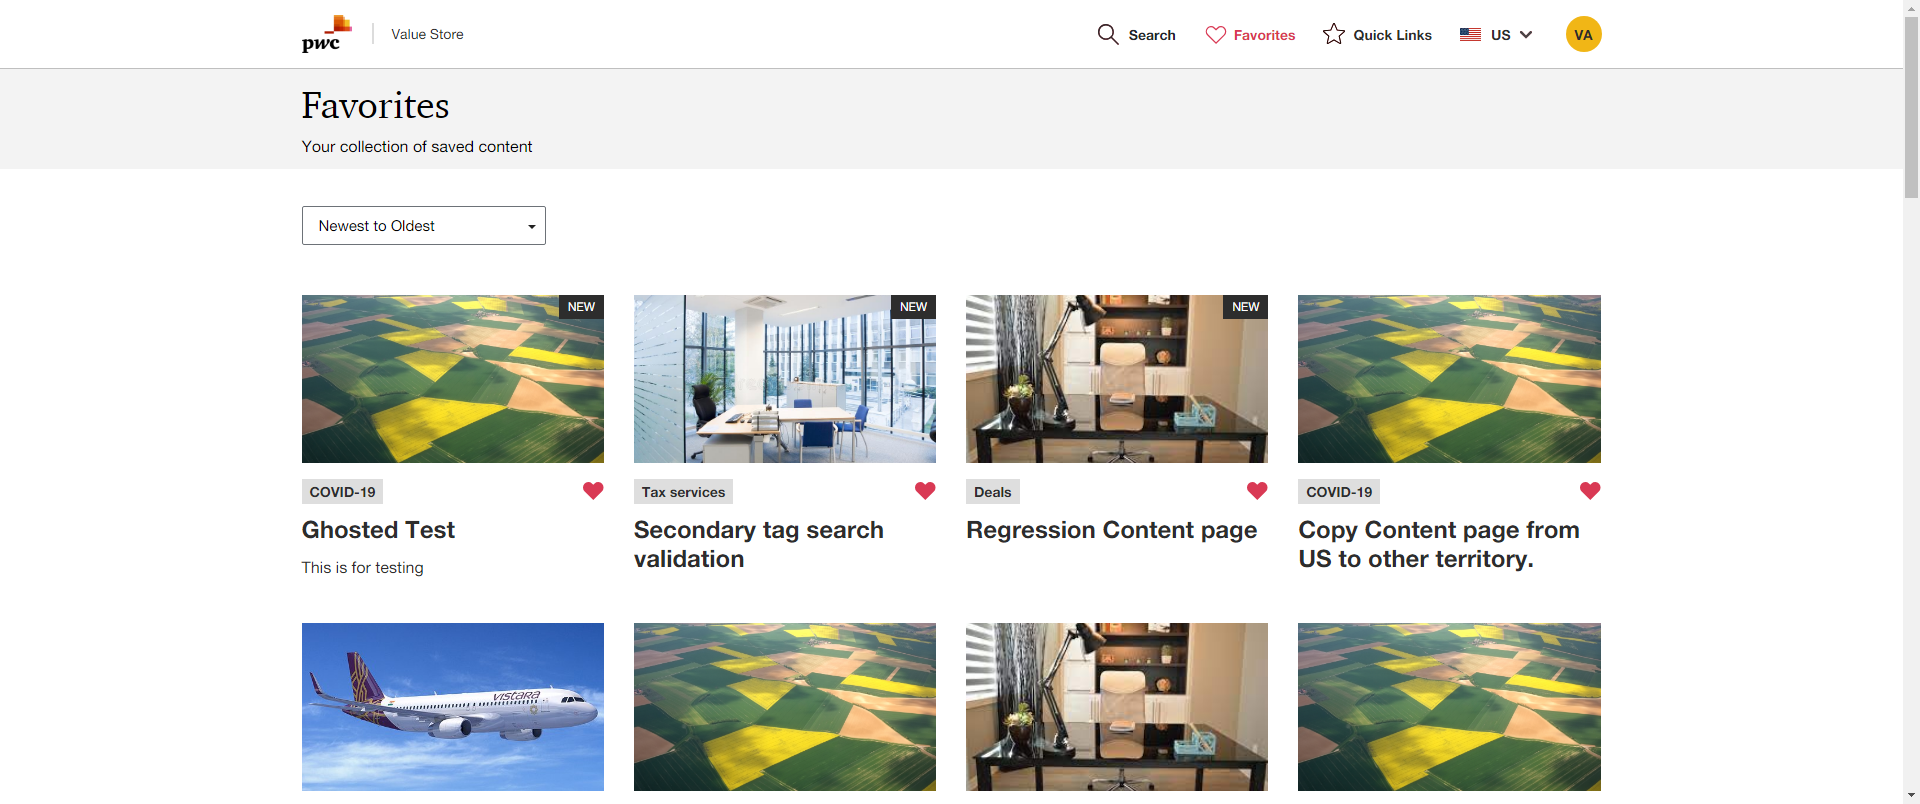 pwc
Value Store
Search
Favorites
Quick Links
US
VA
Favorites
Your collection of saved content
Newest to Oldest
NEW
NEW
NEW
COVID-19
Tax services
Deals
COVID-19
Ghosted Test
This is for testing
Secondary tag search
validation
Regression Content page
Copy Content page from
US to other territory.
VISTARA